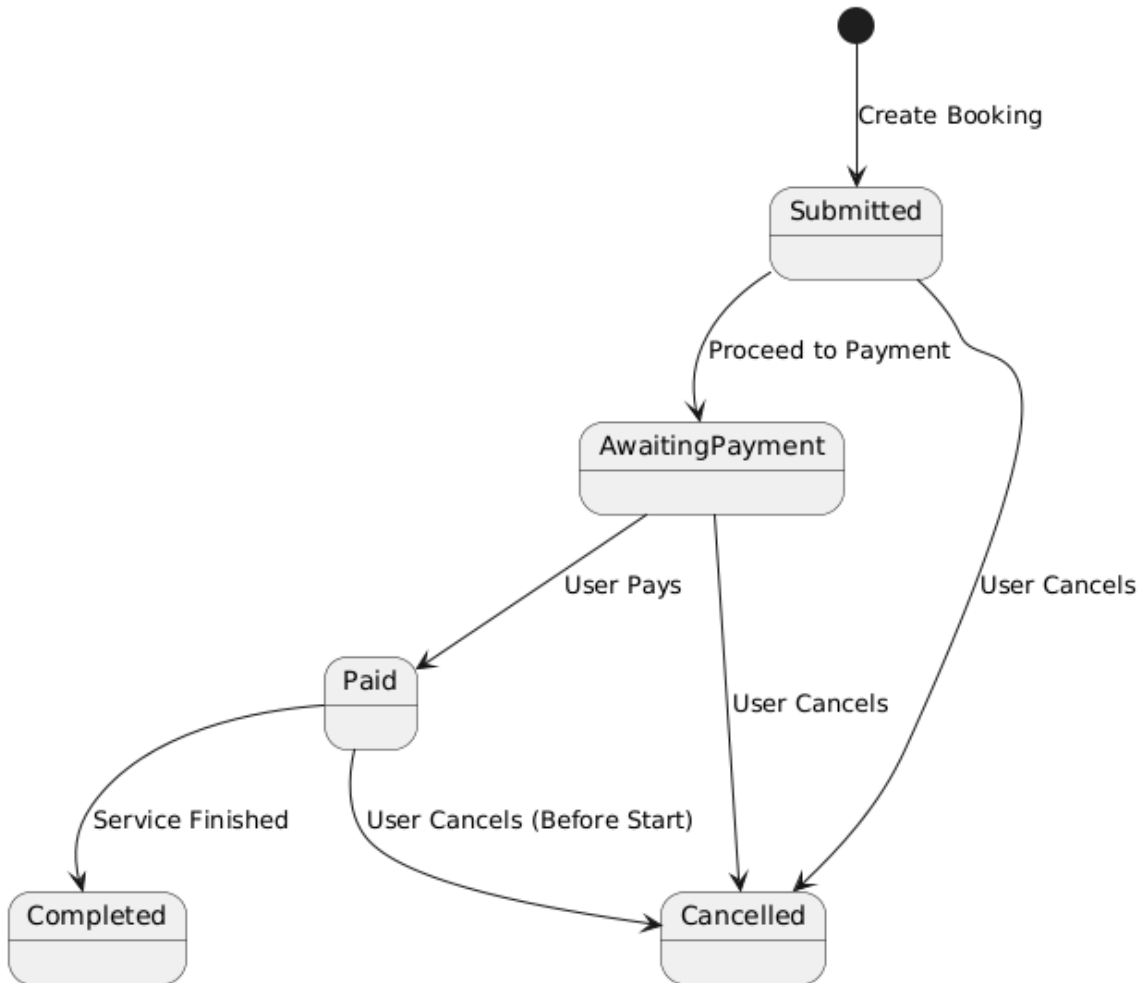 Create Booking
Submitted
Proceed to Payment
AwaitingPayment
User Pays
User Cancels
Paid
User Cancels
Service Finished
User Cancels (Before Start)
Completed
Cancelled